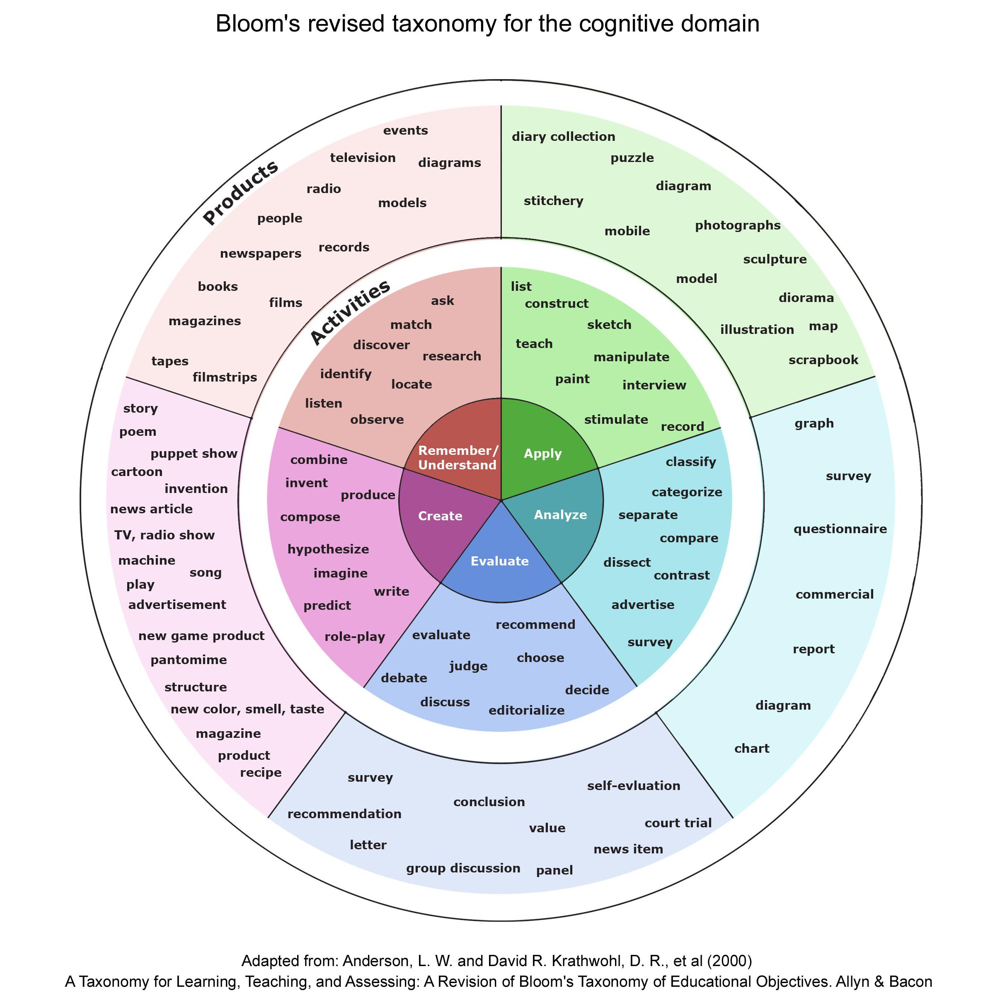 Bloom's revised taxonomy for the cognitive domain
Products
events
television
diagrams
radio
models
people
newspapers
records
books
films
magazines
tapes
filmstrips
diary collection
puzzle
diagram
stitchery
photographs
mobile
sculpture
model
diorama
illustration
map
scrapbook
graph
survey
questionnaire
commercial
report
diagram
chart
survey
self-evluation
conclusion
recommendation
court trial
value
letter
news item
group discussion
panel
story
poem
puppet show
cartoon
invention
news article
TV, radio show
machine
song
play
advertisement
new game product
pantomime
structure
new color, smell, taste
magazine
product
recipe
Activities
ask
match
discover
research
identify
locate
listen
observe
list
construct
sketch
teach
manipulate
paint
interview
stimulate
record
classify
categorize
separate
compare
dissect
contrast
advertise
survey
recommend
evaluate
choose
judge
debate
decide
discuss
editorialize
combine
invent
produce
compose
hypothesize
imagine
write
predict
role-play
Remember/
Understand
Apply
Analyze
Evaluate
Create
Adapted from: Anderson, L. W. and David R. Krathwohl, D. R., et al (2000)
A Taxonomy for Learning, Teaching, and Assessing: A Revision of Bloom's Taxonomy of Educational Objectives. Allyn & Bacon